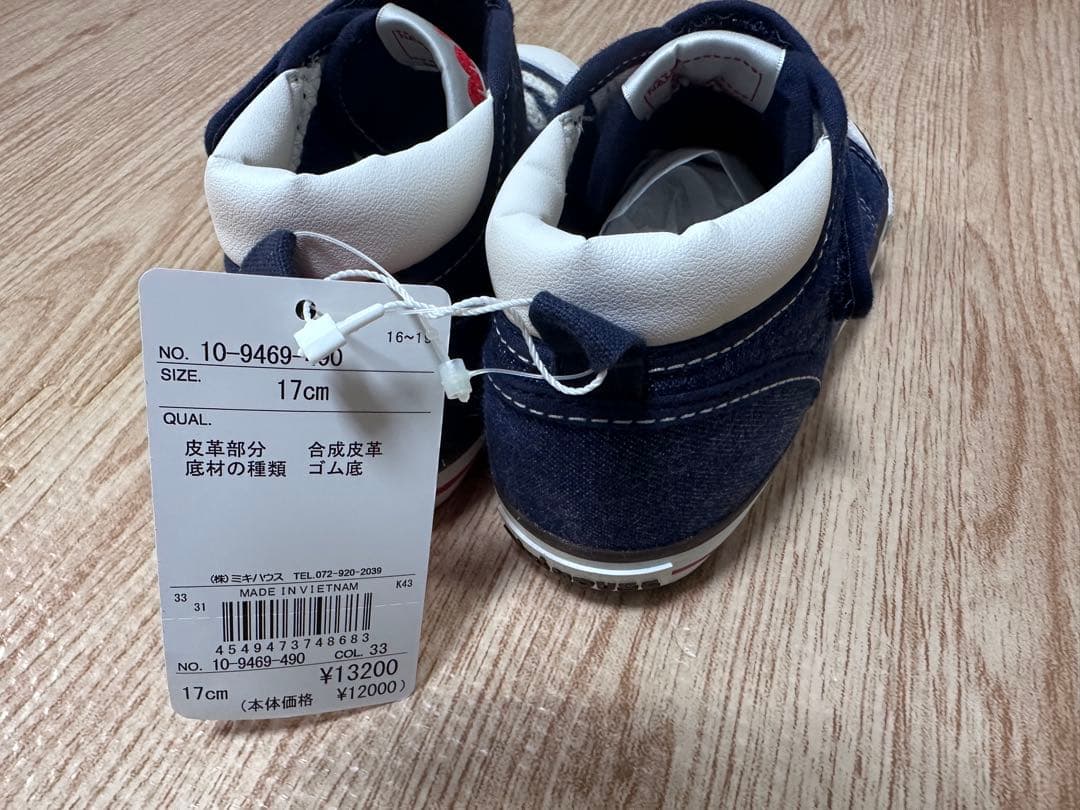 16~19
NO. 10-9469-490
SIZE.
17cm
QUAL.
皮革部分 合成皮革
底材の種類 ゴム底
(株)ミキハウス TEL.072-920-2039
MADE IN VIETNAM K43
33
31
4549473748683
NO. 10-9469-490 COL. 33
¥13200
17cm (本体価格 ¥12000)